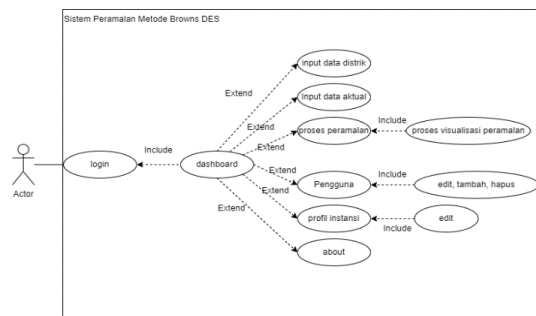 Sistem Peramalan Metode Browns DES
input data distrik
Extend
Input data aktual
Extend
proses peramalan
Include
proses visualisasi peramalan
Extend
Actor
login
Include
dashboard
Extend
Pengguna
Include
edit, tambah, hapus
Extend
profil instansi
Include
edit
Extend
about